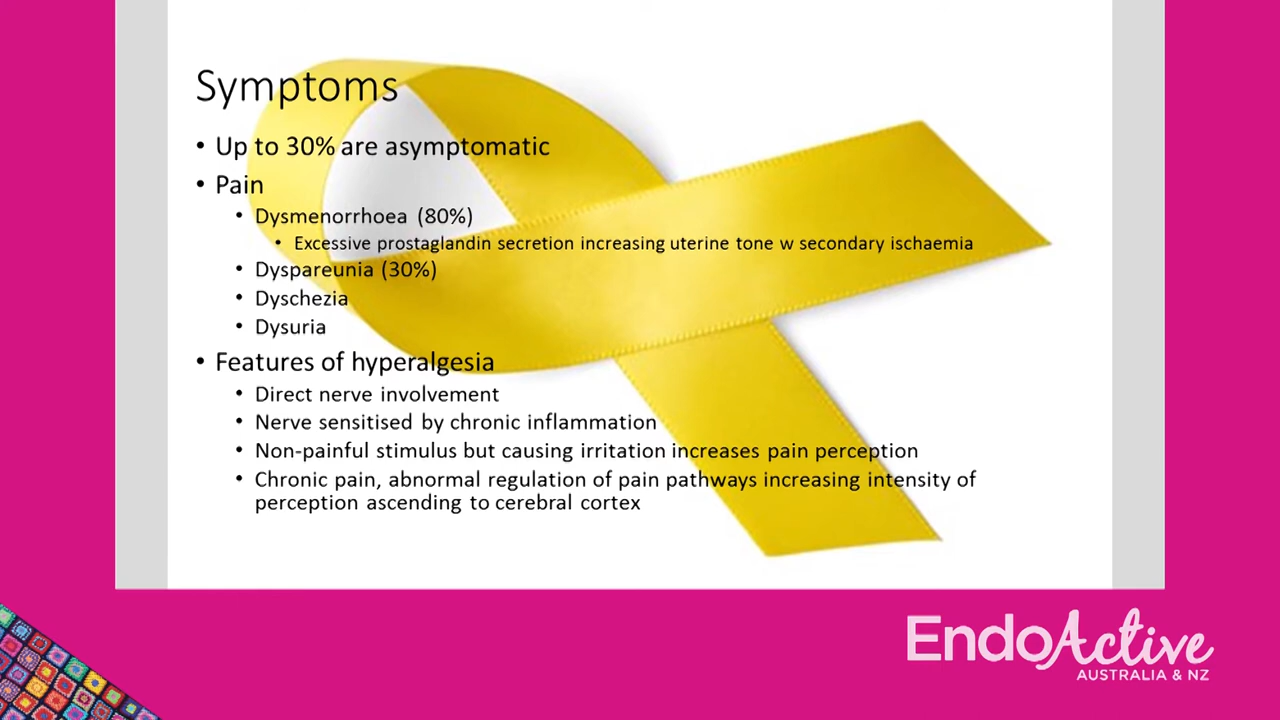 Symptoms
• Up to 30% are asymptomatic
• Pain
• Dysmenorrhoea (80%)
• Excessive prostaglandin secretion increasing uterine tone w secondary ischaemia
• Dyspareunia (30%)
• Dyschezia
• Dysuria
• Features of hyperalgesia
• Direct nerve involvement
• Nerve sensitised by chronic inflammation
• Non-painful stimulus but causing irritation increases pain perception
• Chronic pain, abnormal regulation of pain pathways increasing intensity of
perception ascending to cerebral cortex
EndoActive
AUSTRALIA & NZ